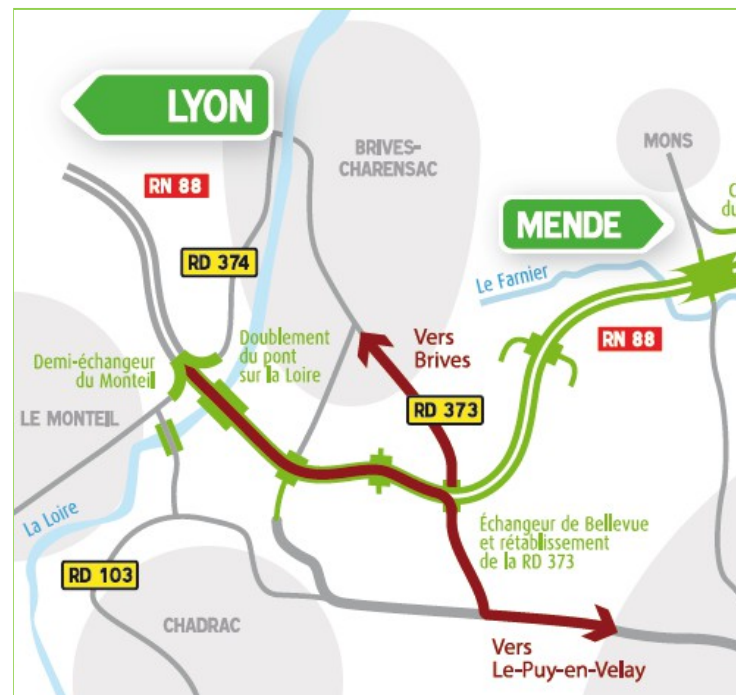 LYON
BRIVES-
CHARENSAC
MONS
RN 88
C
du
MENDE
RD 374
Le Farnier
Demi-échangeur
du Monteil
Doublement
du pont
sur la Loire
Vers
Brives
RN 88
LE MONTEIL
RD 373
La Loire
Échangeur de Bellevue
et rétablissement
de la RD 373
RD 103
CHADRAC
Vers
Le-Puy-en-Velay